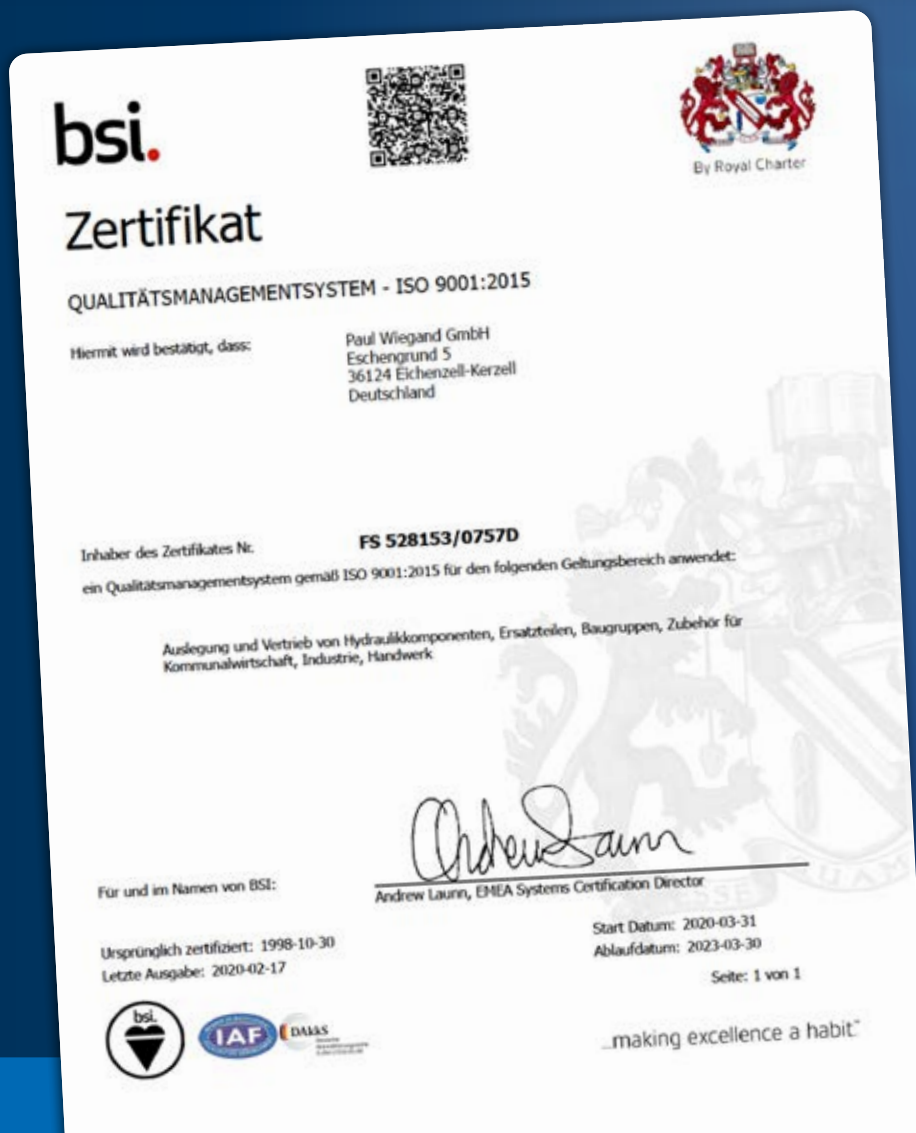 bsi.
By Royal Charter
Zertifikat
QUALITÄTSMANAGEMENTSYSTEM - ISO 9001:2015
Hiermit wird bestätigt, dass:
Paul Wiegand GmbH
Eschengrund 5
36124 Eichenzell-Kerzell
Deutschland
Inhaber des Zertifikates Nr.
FS 528153/0757D
ein Qualitätsmanagementsystem gemäß ISO 9001:2015 für den folgenden Geltungsbereich anwendet:
Auslegung und Vertrieb von Hydraulikkomponenten, Ersatzteilen, Baugruppen, Zubehör für
Kommunalwirtschaft, Industrie, Handwerk
Für und im Namen von BSI:
Andrew Launn
Andrew Launn, EMEA Systems Certification Director
Ursprünglich zertifiziert: 1998-10-30
Start Datum: 2020-03-31
Letzte Ausgabe: 2020-02-17
Ablaufdatum: 2023-03-30
Seite: 1 von 1
bsi.
IAF
DAkkS
...making excellence a habit.™